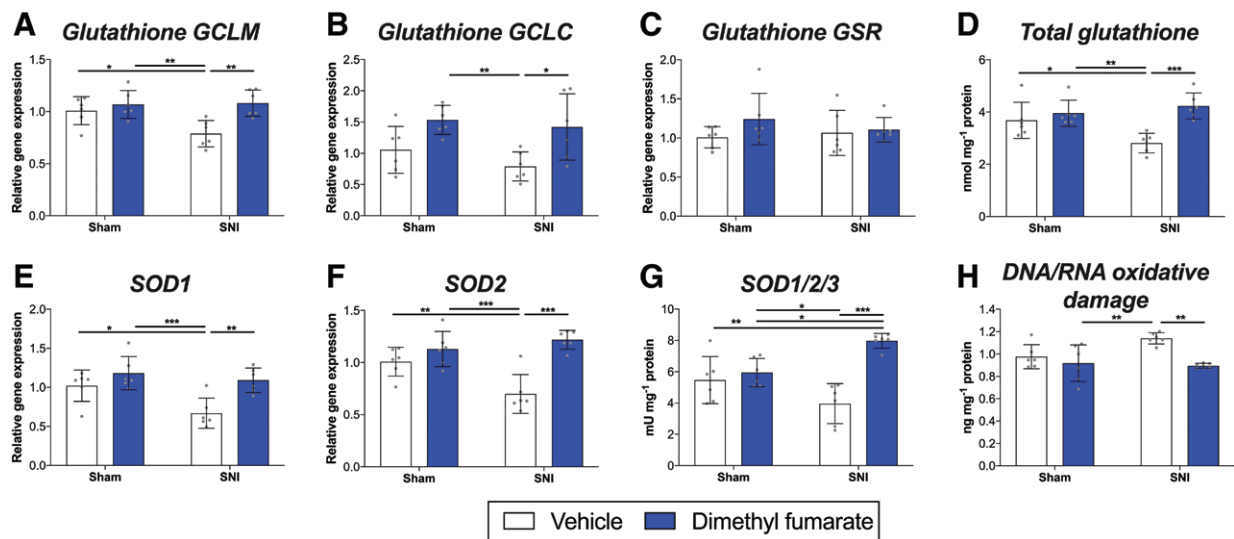 A Glutathione GCLM
Relative gene expression
1.5
1.0
0.5
0.0
* ** **
Sham SNI
B Glutathione GCLC
Relative gene expression
2.5
2.0
1.5
1.0
0.5
0.0
** *
Sham SNI
C Glutathione GSR
Relative gene expression
2.0
1.5
1.0
0.5
0.0
Sham SNI
D Total glutathione
nmol mg⁻¹ protein
6
4
2
0
* ** ***
Sham SNI
E SOD1
Relative gene expression
2.0
1.5
1.0
0.5
0.0
* *** **
Sham SNI
F SOD2
Relative gene expression
1.5
1.0
0.5
0.0
** *** ***
Sham SNI
G SOD1/2/3
mU mg⁻¹ protein
10
8
6
4
2
0
* ***
*
**
Sham SNI
H DNA/RNA oxidative
damage
ng mg⁻¹ protein
1.4
1.2
1.0
0.8
0.6
0.4
0.2
0.0
** **
Sham SNI
Vehicle Dimethyl fumarate